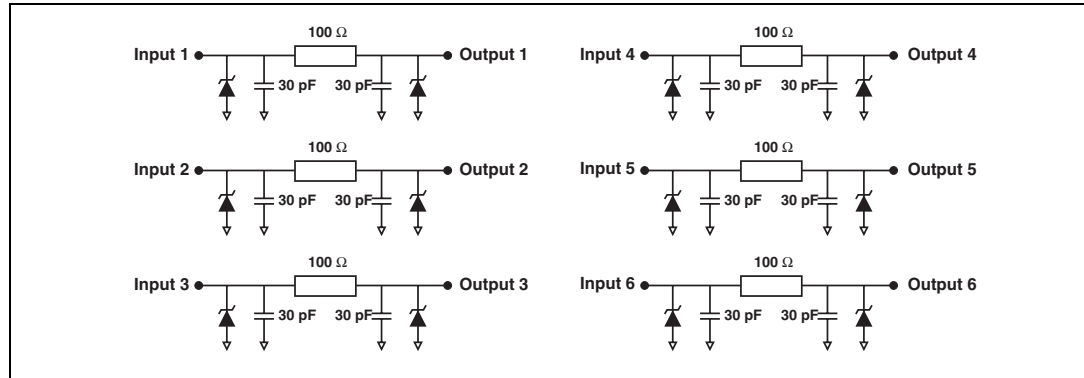 100 Ω
Input 1 Output 1
30 pF 30 pF
100 Ω
Input 4 Output 4
30 pF 30 pF
100 Ω
Input 2 Output 2
30 pF 30 pF
100 Ω
Input 5 Output 5
30 pF 30 pF
100 Ω
Input 3 Output 3
30 pF 30 pF
100 Ω
Input 6 Output 6
30 pF 30 pF